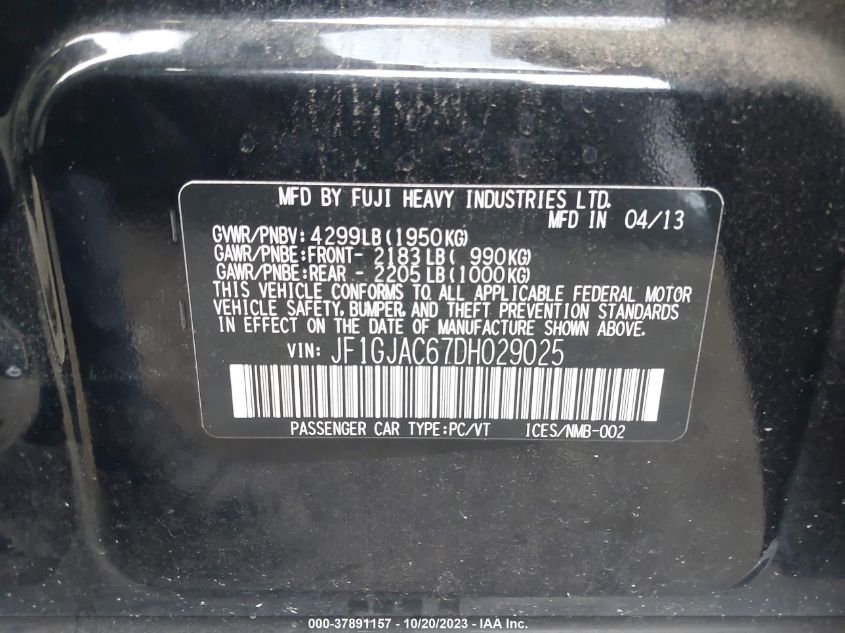 MFD BY FUJI HEAVY INDUSTRIES LTD.
MFD IN 04/13
GVWR/PNBV: 4299LB(1950KG)
GAWR/PNBE:FRONT- 2183LB( 990KG)
GAWR/PNBE:REAR - 2205LB(1000KG)
THIS VEHICLE CONFORMS TO ALL APPLICABLE FEDERAL MOTOR
VEHICLE SAFETY, BUMPER, AND THEFT PREVENTION STANDARDS
IN EFFECT ON THE DATE OF MANUFACTURE SHOWN ABOVE.
VIN: JF1GJAC67DH029025
PASSENGER CAR TYPE:PC/VT ICES/NMB-002
000-37891157 - 10/20/2023 - IAA Inc.